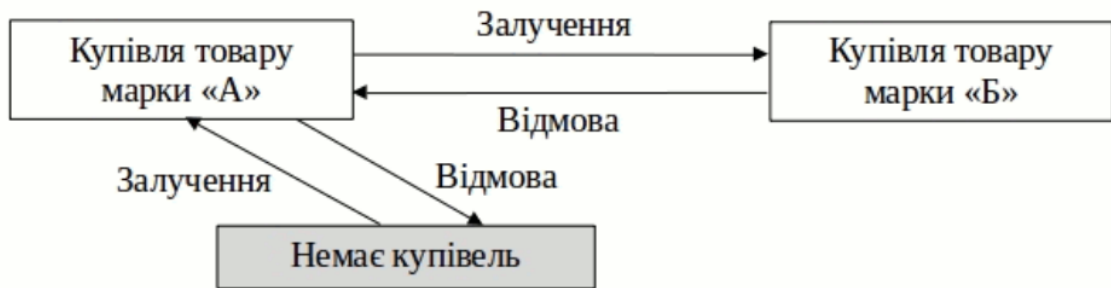 Купівля товару
марки «А»
Залучення
Відмова
Купівля товару
марки «Б»
Залучення
Відмова
Немає купівель